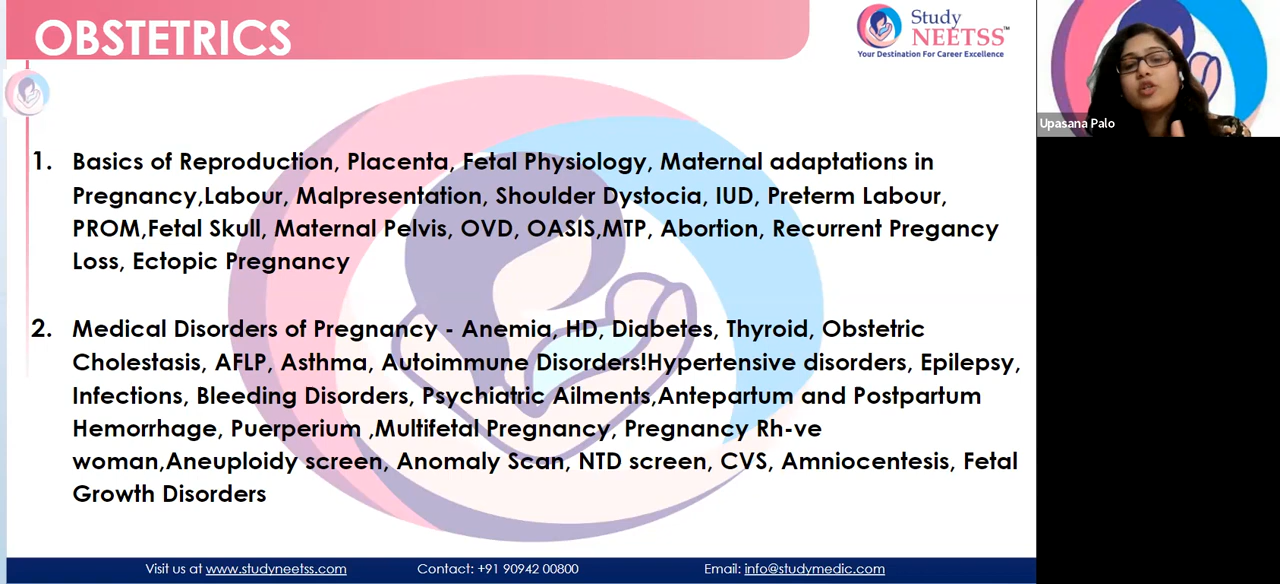 OBSTETRICS
Study
NEETSS™
Your Destination For Career Excellence
Upasana Palo
1. Basics of Reproduction, Placenta, Fetal Physiology, Maternal adaptations in
Pregnancy,Labour, Malpresentation, Shoulder Dystocia, IUD, Preterm Labour,
PROM,Fetal Skull, Maternal Pelvis, OVD, OASIS,MTP, Abortion, Recurrent Pregancy
Loss, Ectopic Pregnancy
2. Medical Disorders of Pregnancy - Anemia, HD, Diabetes, Thyroid, Obstetric
Cholestasis, AFLP, Asthma, Autoimmune Disorders!Hypertensive disorders, Epilepsy,
Infections, Bleeding Disorders, Psychiatric Ailments,Antepartum and Postpartum
Hemorrhage, Puerperium ,Multifetal Pregnancy, Pregnancy Rh-ve
woman,Aneuploidy screen, Anomaly Scan, NTD screen, CVS, Amniocentesis, Fetal
Growth Disorders
Visit us at www.studyneetss.com Contact: +91 90942 00800 Email: info@studymedic.com